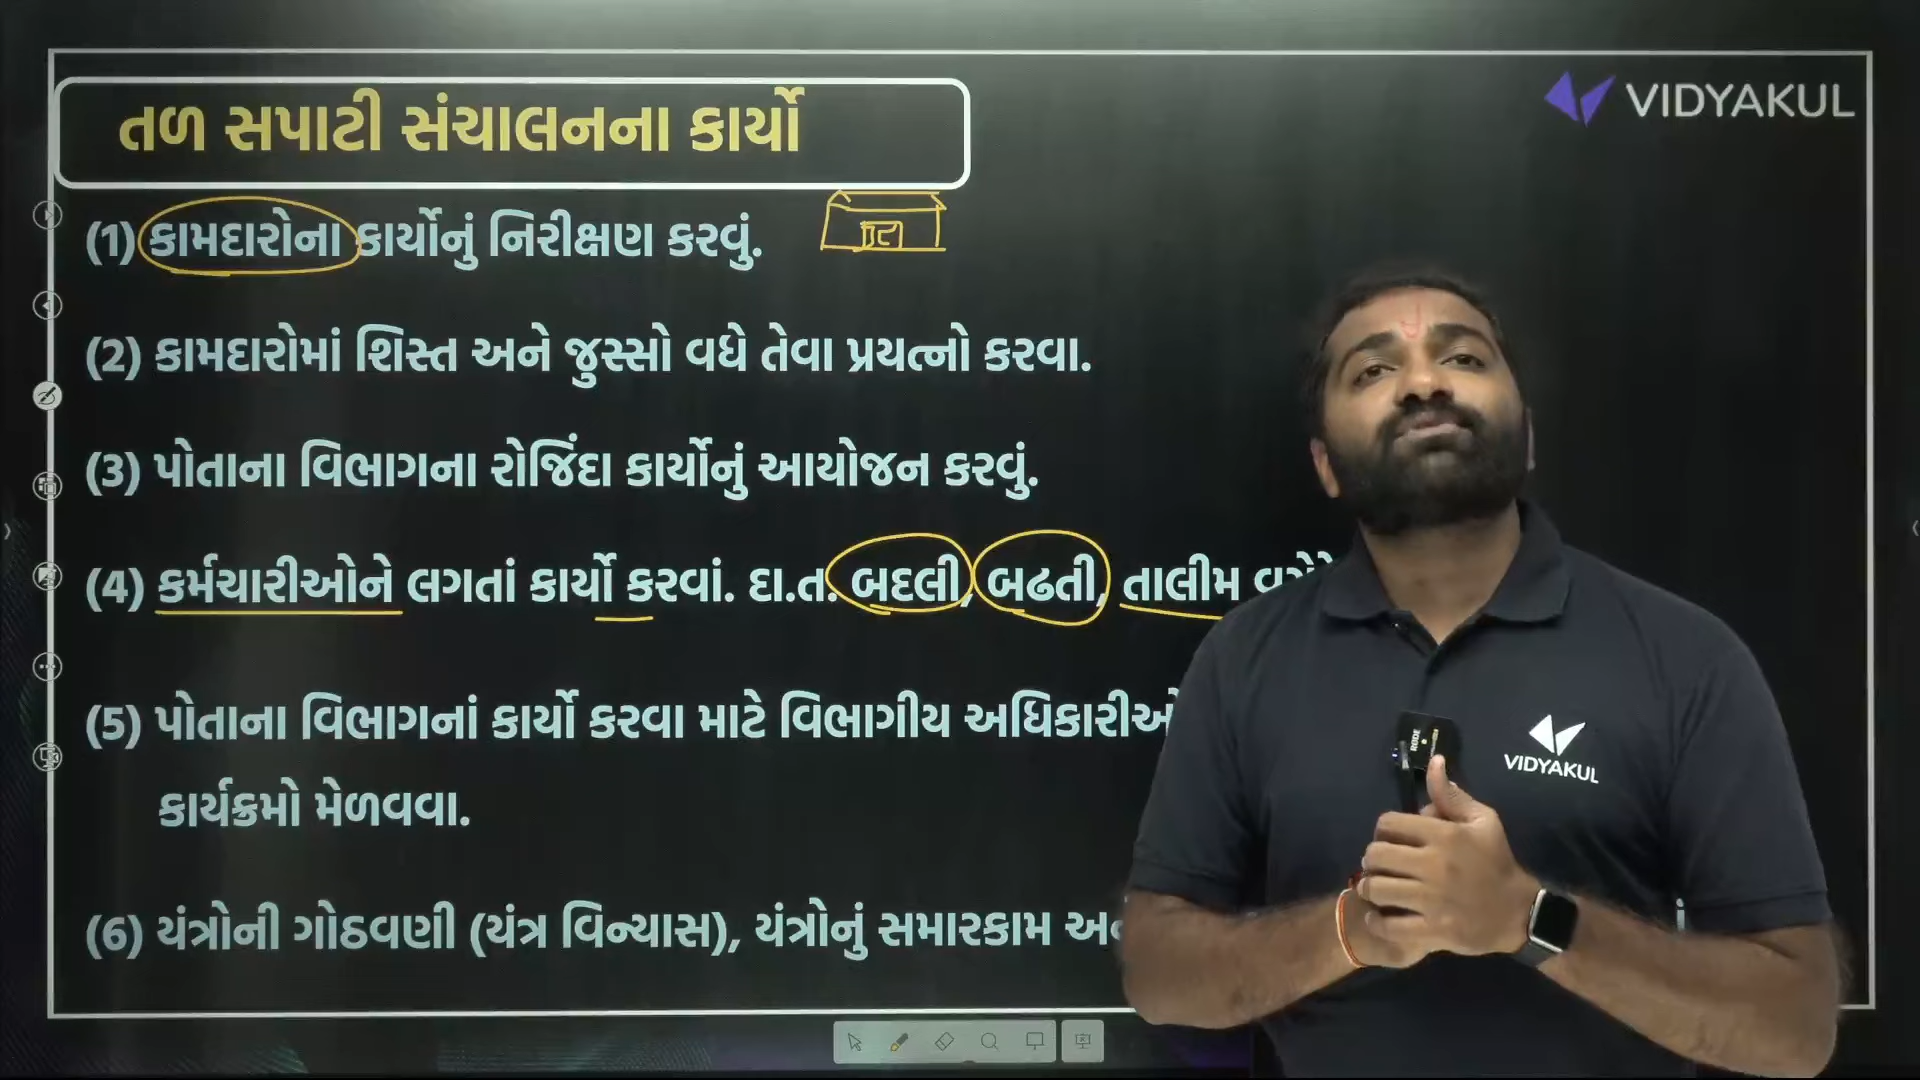 VIDYAKUL
તળ સપાટી સંચાલનના કાર્યો
(1) કામદારોના કાર્યોનું નિરીક્ષણ કરવું.
(2) કામદારોમાં શિસ્ત અને જુસ્સો વધે તેવા પ્રયત્નો કરવા.
(3) પોતાના વિભાગના રોજિંદા કાર્યોનું આયોજન કરવું.
(4) કર્મચારીઓને લગતાં કાર્યો કરવાં. દા.ત. બદલી, બઢતી, તાલીમ
(5) પોતાના વિભાગનાં કાર્યો કરવા માટે વિભાગીય
કાર્યક્રમો મેળવવા.
(6) યંત્રોની ગોઠવણી (યંત્ર વિન્યાસ), યંત્રોનું સમારકામ
RODE
VIDYAKUL